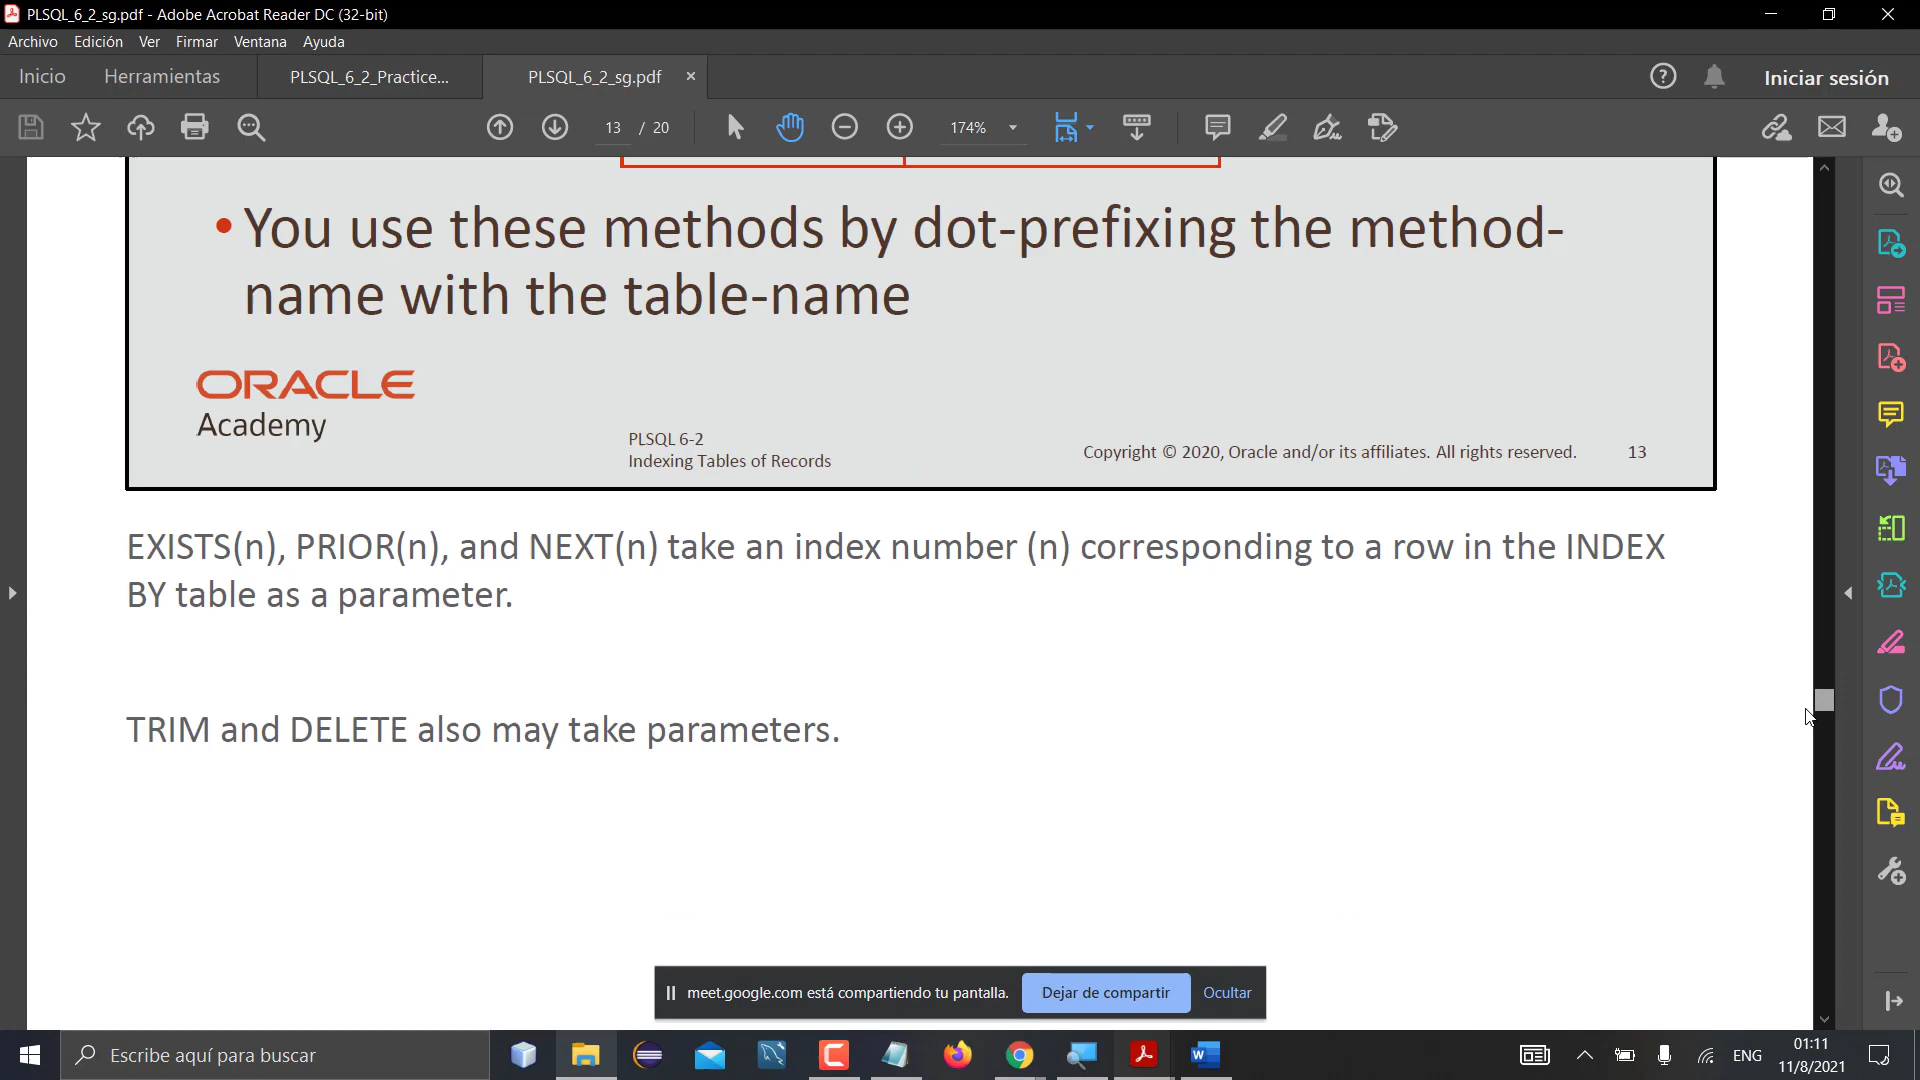 PLSQL_6_2_sg.pdf - Adobe Acrobat Reader DC (32-bit)
Archivo Edición Ver Firmar Ventana Ayuda
Inicio Herramientas PLSQL_6_2_Practice... PLSQL_6_2_sg.pdf × Iniciar sesión
13 / 20 174%
• You use these methods by dot-prefixing the method-
name with the table-name
ORACLE
Academy
PLSQL 6-2
Indexing Tables of Records
Copyright © 2020, Oracle and/or its affiliates. All rights reserved. 13
EXISTS(n), PRIOR(n), and NEXT(n) take an index number (n) corresponding to a row in the INDEX
BY table as a parameter.
TRIM and DELETE also may take parameters.
meet.google.com está compartiendo tu pantalla. Dejar de compartir Ocultar
Escribe aquí para buscar
ENG
01:11
11/8/2021